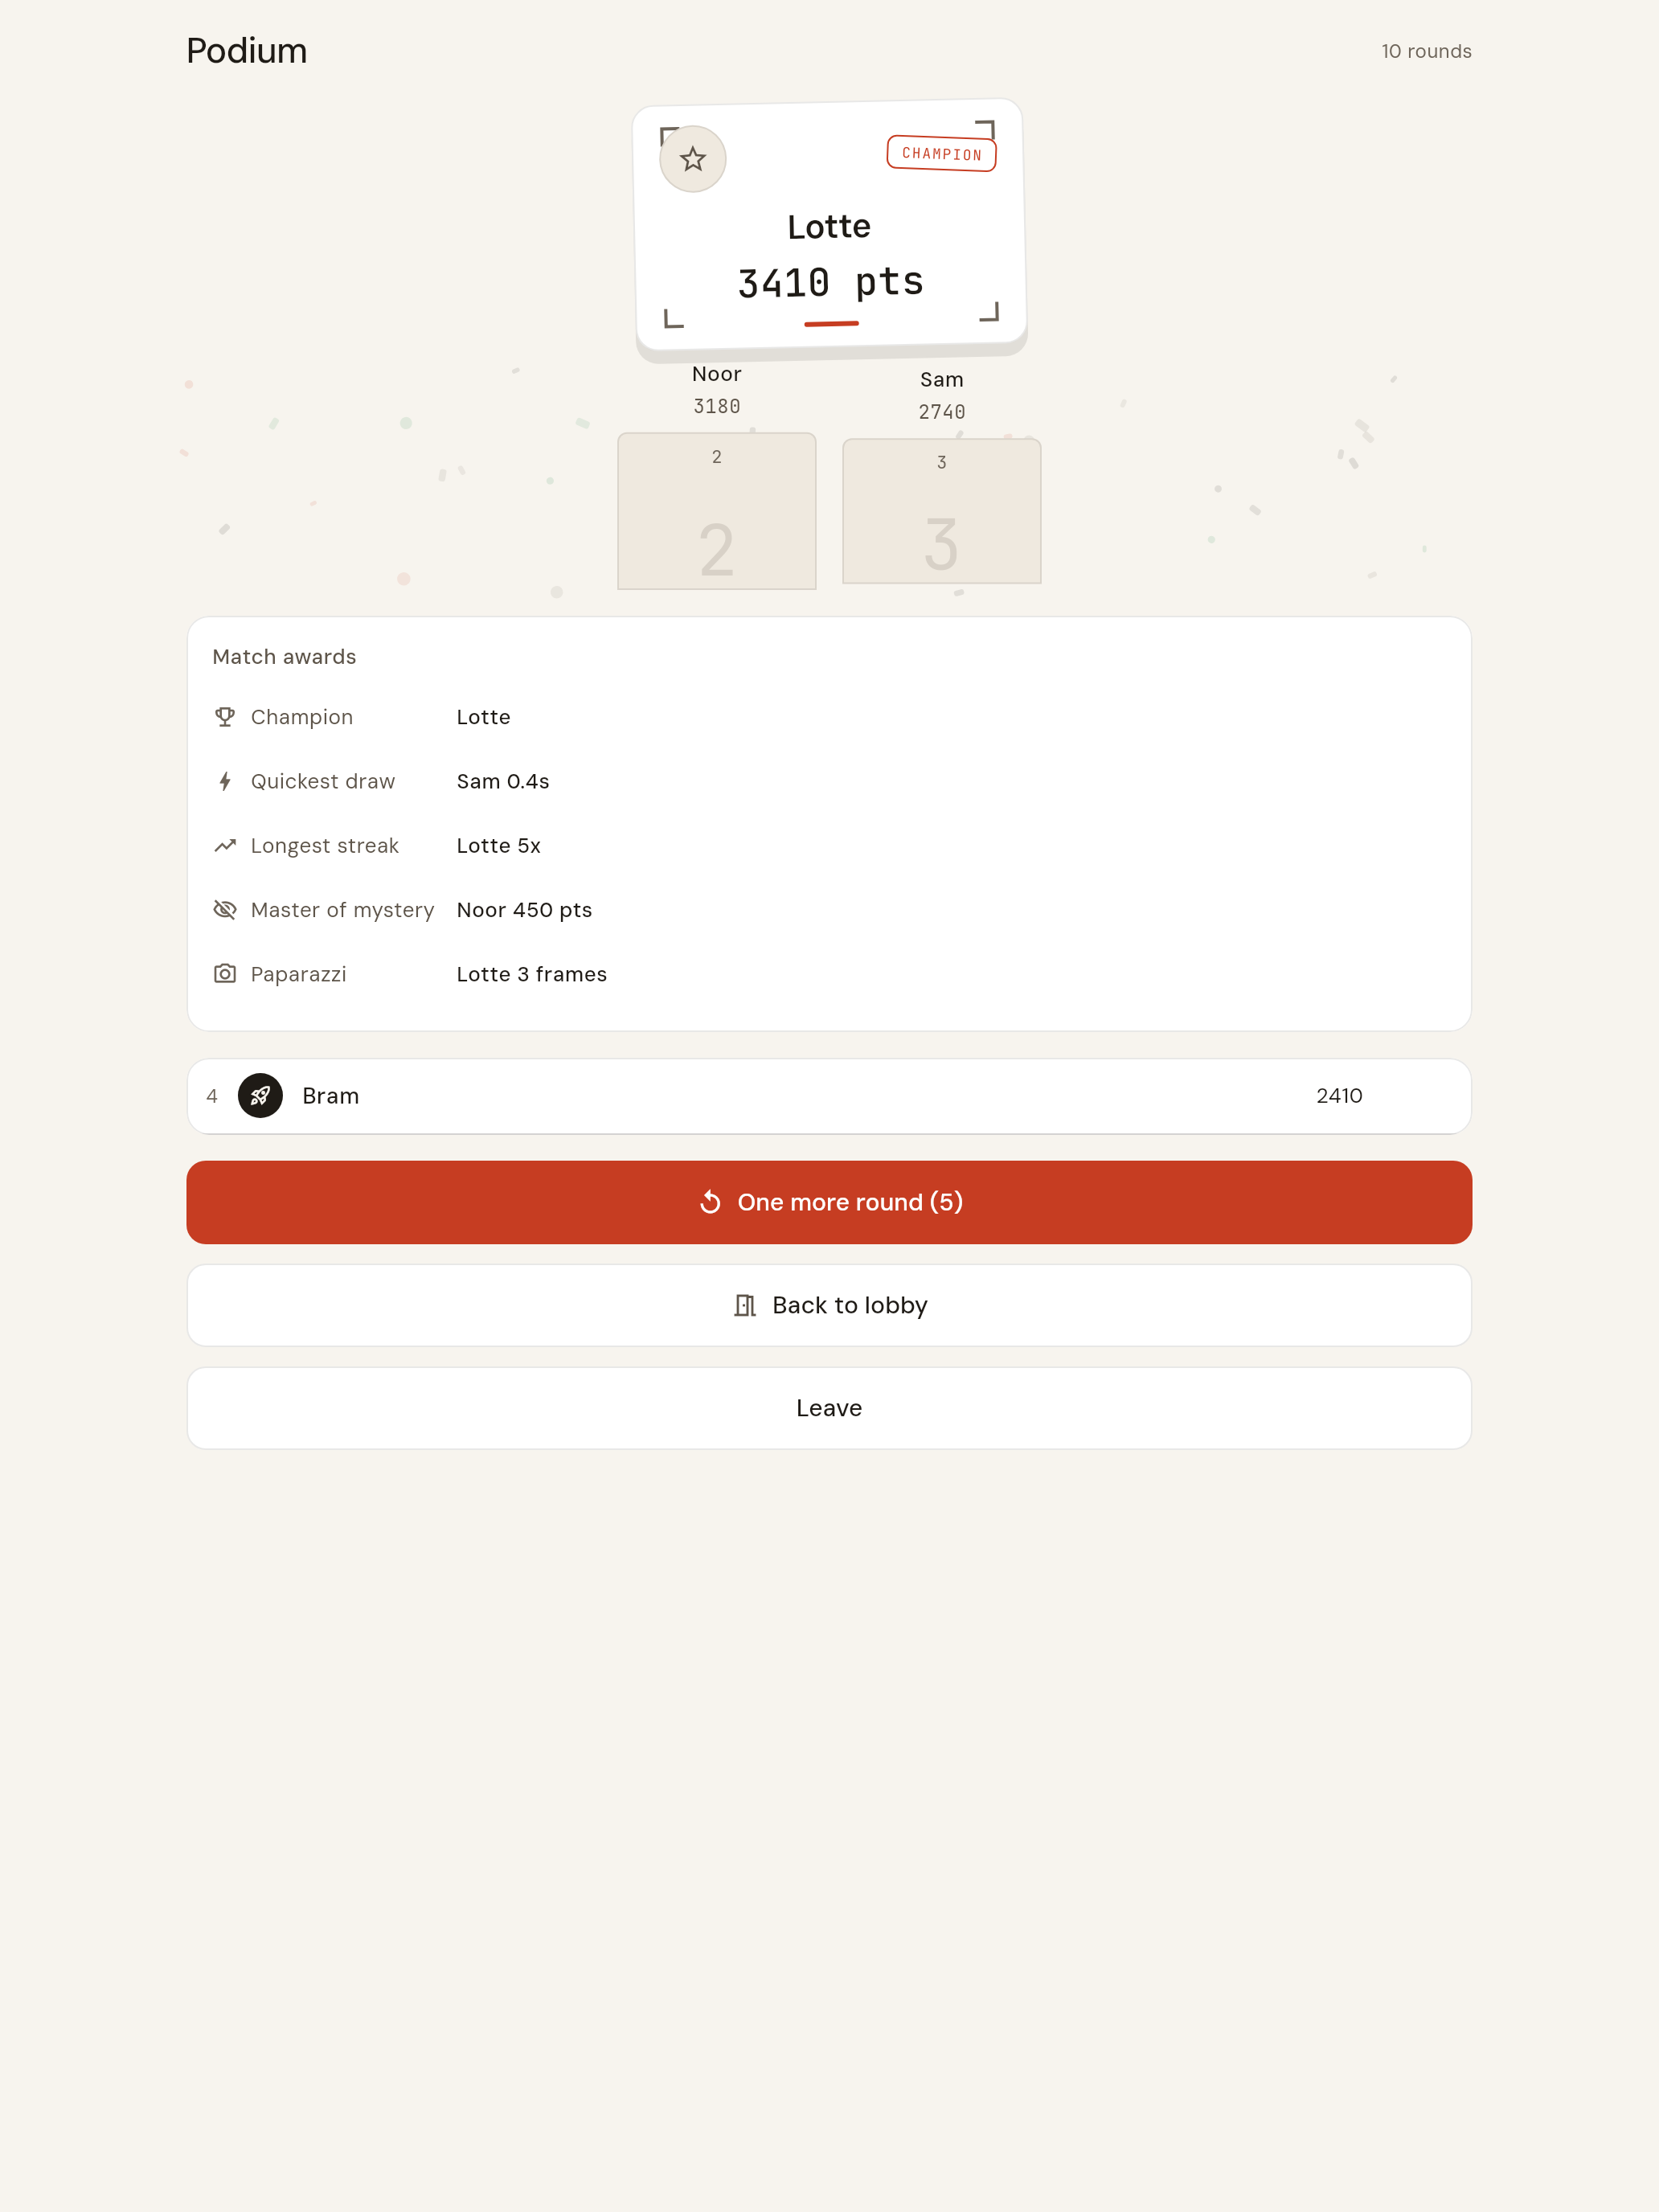 Podium
10 rounds
CHAMPION
Lotte
3410 pts
Noor
3180
2
2
Sam
2740
3
3
Match awards
Champion Lotte
Quickest draw Sam 0.4s
Longest streak Lotte 5x
Master of mystery Noor 450 pts
Paparazzi Lotte 3 frames
4 Bram 2410
One more round (5)
Back to lobby
Leave